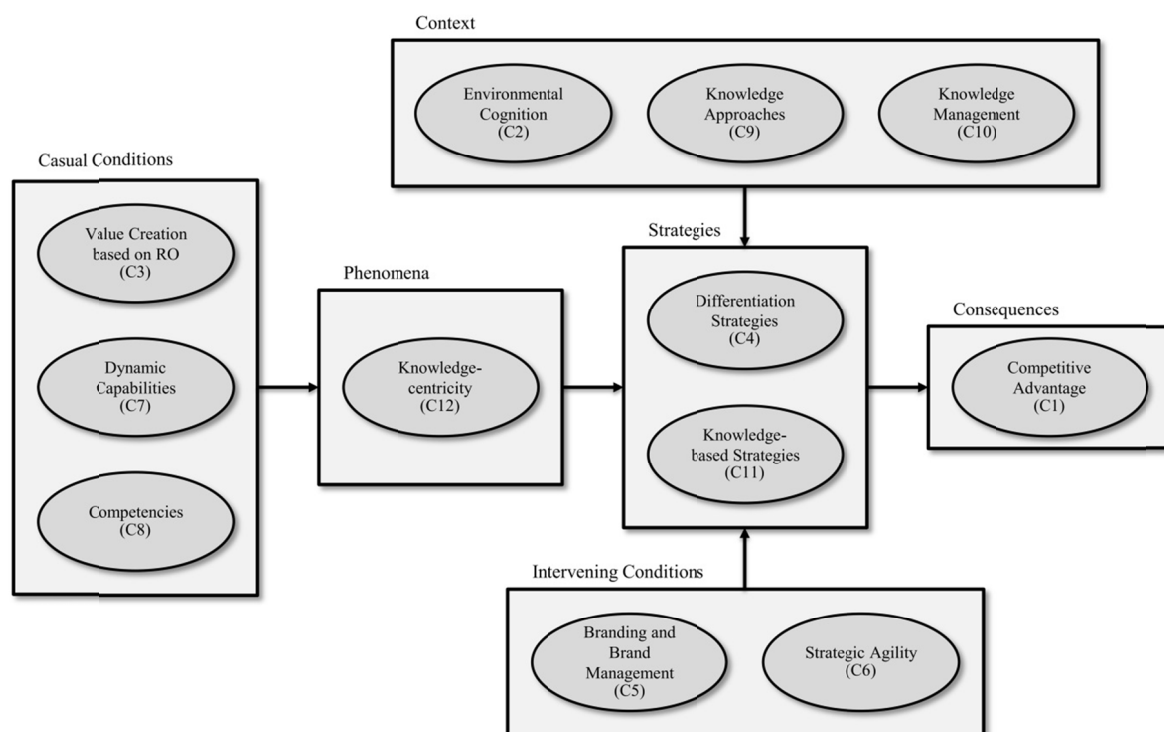 Context
Environmental
Cognition
(C2)
Knowledge
Approaches
(C9)
Knowledge
Management
(C10)
Casual Conditions
Value Creation
based on RO
(C3)
Dynamic
Capabilities
(C7)
Competencies
(C8)
Phenomena
Knowledge-
centricity
(C12)
Strategies
Differentiation
Strategies
(C4)
Knowledge-
based Strategies
(C11)
Consequences
Competitive
Advantage
(C1)
Intervening Conditions
Branding and
Brand
Management
(C5)
Strategic Agility
(C6)